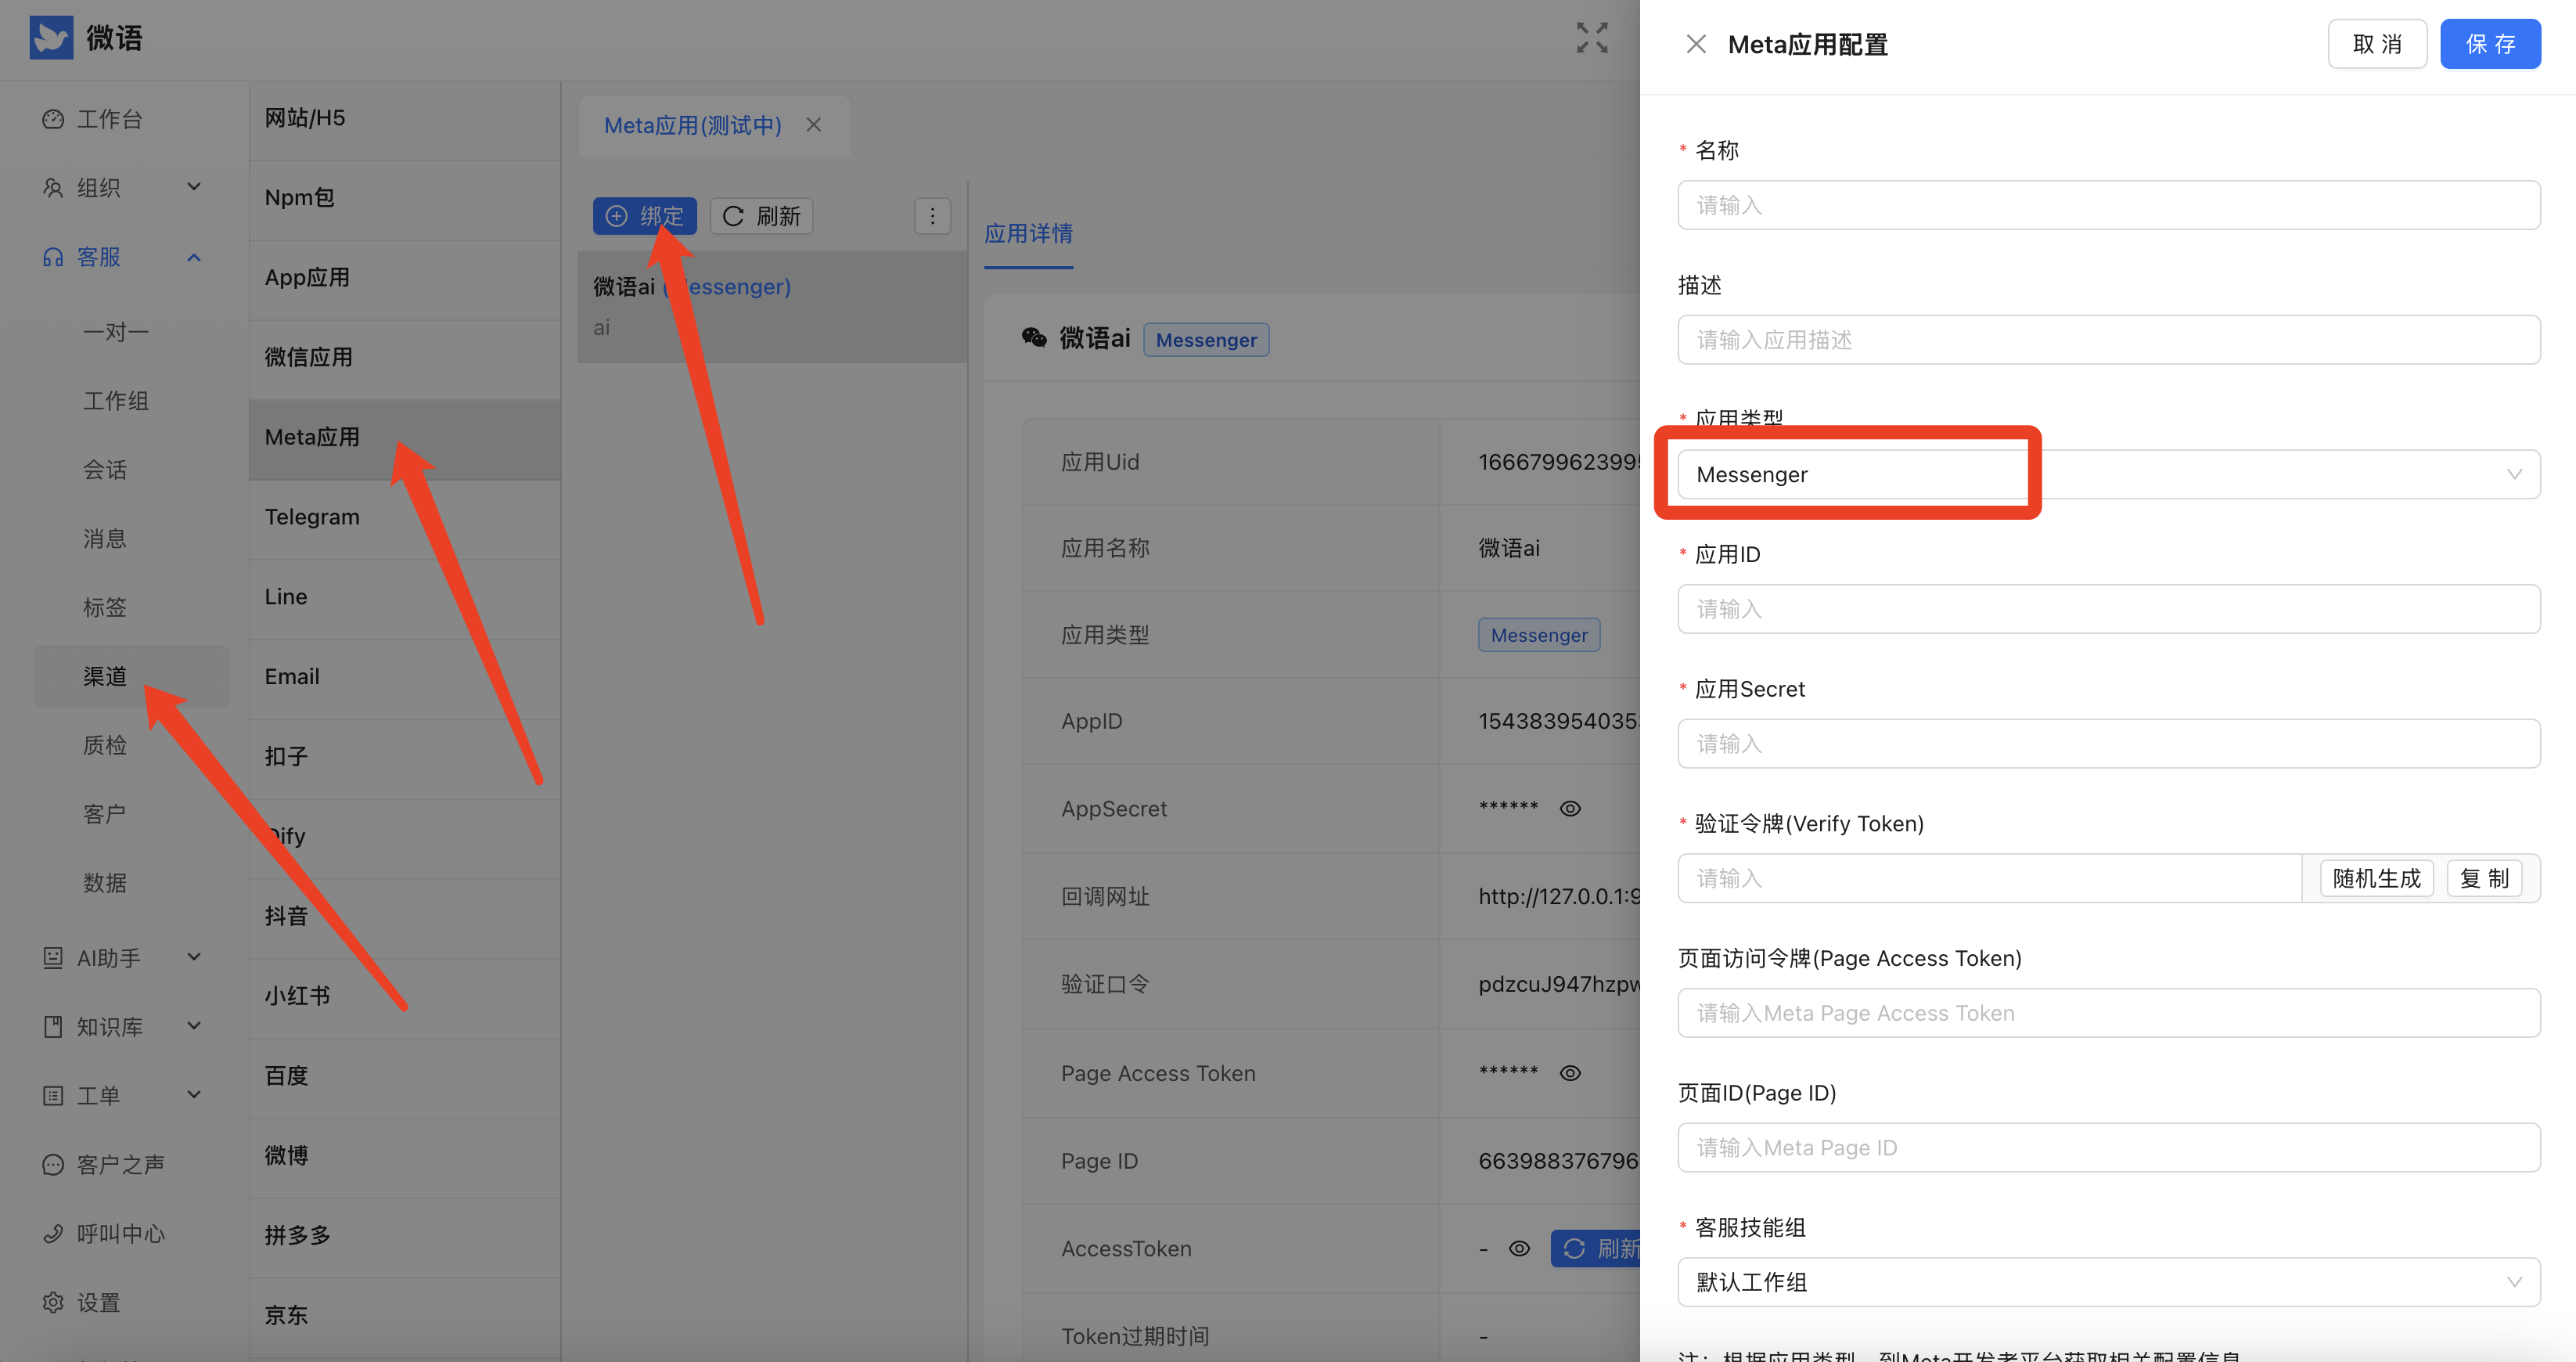 微语
工作台
组织
客服
一对一
工作组
会话
消息
标签
渠道
质检
客户
数据
AI助手
知识库
工单
客户之声
呼叫中心
设置
网站/H5
Npm包
App应用
微信应用
Meta应用
Telegram
Line
Email
扣子
ify
抖音
小红书
百度
微博
拼多多
京东
Meta应用(测试中)
绑定
刷新
微语ai ( essenger)
ai
应用详情
微语ai Messenger
应用Uid 166679962399
应用名称 微语ai
应用类型 Messenger
AppID 154383954035
AppSecret ******
回调网址 http://127.0.0.1:9
验证口令 pdzcuJ947hzpw
Page Access Token ******
Page ID 663988376796
AccessToken - 刷新
Token过期时间 -
Meta应用配置
取 消
保 存
* 名称
请输入
描述
请输入应用描述
* 应用类型
Messenger
* 应用ID
请输入
* 应用Secret
请输入
* 验证令牌(Verify Token)
请输入
随机生成
复 制
页面访问令牌(Page Access Token)
请输入Meta Page Access Token
页面ID(Page ID)
请输入Meta Page ID
* 客服技能组
默认工作组
注：根据应用类型，到Meta开发者平台获取相关配置信息